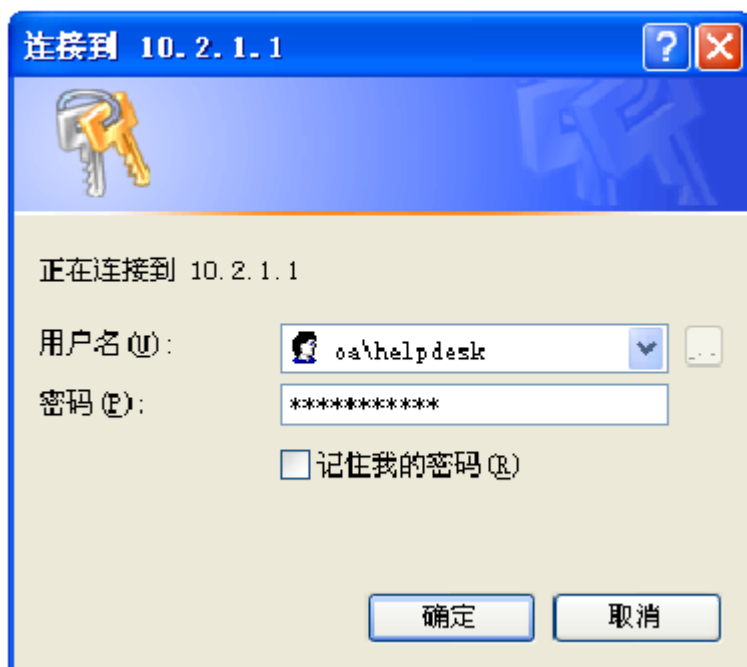 连接到 10.2.1.1
正在连接到 10.2.1.1
用户名(U):
oa\helpdesk
...
密码(P):
***********
记住我的密码(R)
确定
取消